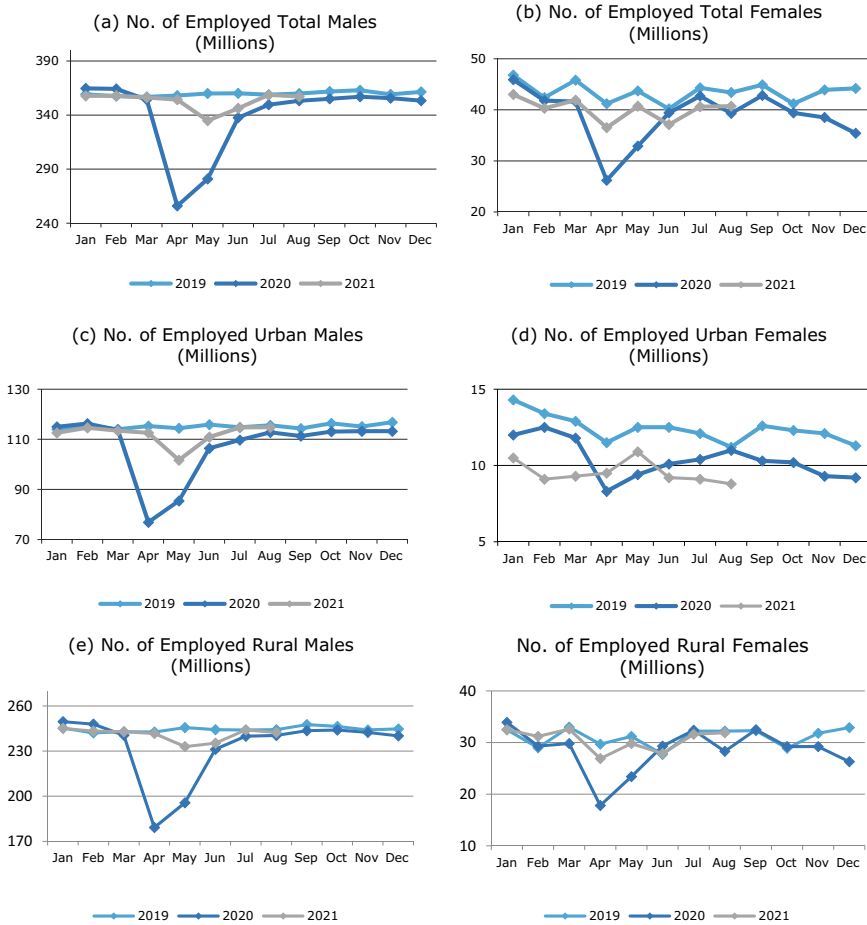 (a) No. of Employed Total Males
(Millions)
390
340
290
240
Jan Feb Mar Apr May Jun Jul Aug Sep Oct Nov Dec
2019 2020 2021
(b) No. of Employed Total Females
(Millions)
50
40
30
20
Jan Feb Mar Apr May Jun Jul Aug Sep Oct Nov Dec
2019 2020 2021
(c) No. of Employed Urban Males
(Millions)
130
110
90
70
Jan Feb Mar Apr May Jun Jul Aug Sep Oct Nov Dec
2019 2020 2021
(d) No. of Employed Urban Females
(Millions)
15
10
5
Jan Feb Mar Apr May Jun Jul Aug Sep Oct Nov Dec
2019 2020 2021
(e) No. of Employed Rural Males
(Millions)
260
230
200
170
Jan Feb Mar Apr May Jun Jul Aug Sep Oct Nov Dec
2019 2020 2021
No. of Employed Rural Females
(Millions)
40
30
20
10
Jan Feb Mar Apr May Jun Jul Aug Sep Oct Nov Dec
2019 2020 2021